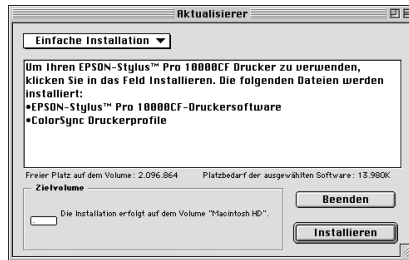 Aktualisierer
Einfache Installation
Um Ihren EPSON-Stylus™ Pro 10000CF Drucker zu verwenden,
klicken Sie in das Feld Installieren. Die folgenden Dateien werden
installiert:
•EPSON-Stylus™ Pro 10000CF-Druckersoftware
•ColorSync Druckerprofile
Freier Platz auf dem Volume: 2.096.864 Platzbedarf der ausgewählten Software: 13.980K
Zielvolume
Die Installation erfolgt auf dem Volume "Macintosh HD".
Beenden
Installieren